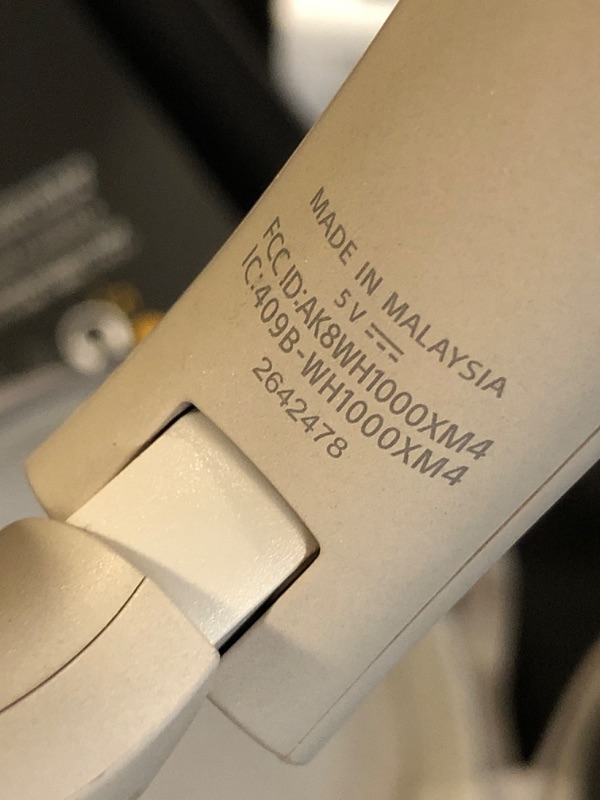 MADE IN MALAYSIA
5V ⎓
FCC ID:AK8WH1000XM4
IC:409B-WH1000XM4
2642478